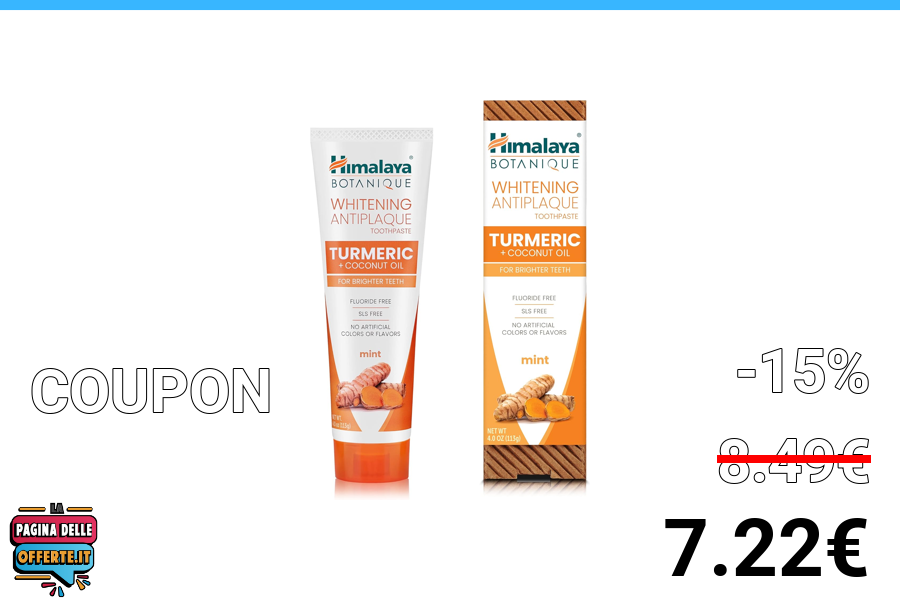 Himalaya
BOTANIQUE
WHITENING
ANTIPLAQUE
TOOTHPASTE
TURMERIC
+ COCONUT OIL
FOR BRIGHTER TEETH
FLUORIDE FREE
SLS FREE
NO ARTIFICIAL
COLORS OR FLAVORS
mint
Himalaya
BOTANIQUE
WHITENING
ANTIPLAQUE
TOOTHPASTE
TURMERIC
+ COCONUT OIL
FOR BRIGHTER TEETH
FLUORIDE FREE
SLS FREE
NO ARTIFICIAL
COLORS OR FLAVORS
mint
NET WT
4.0 OZ (113g)
COUPON
-15%
8.49€
7.22€
LA
PAGINA DELLE
OFFERTE.IT